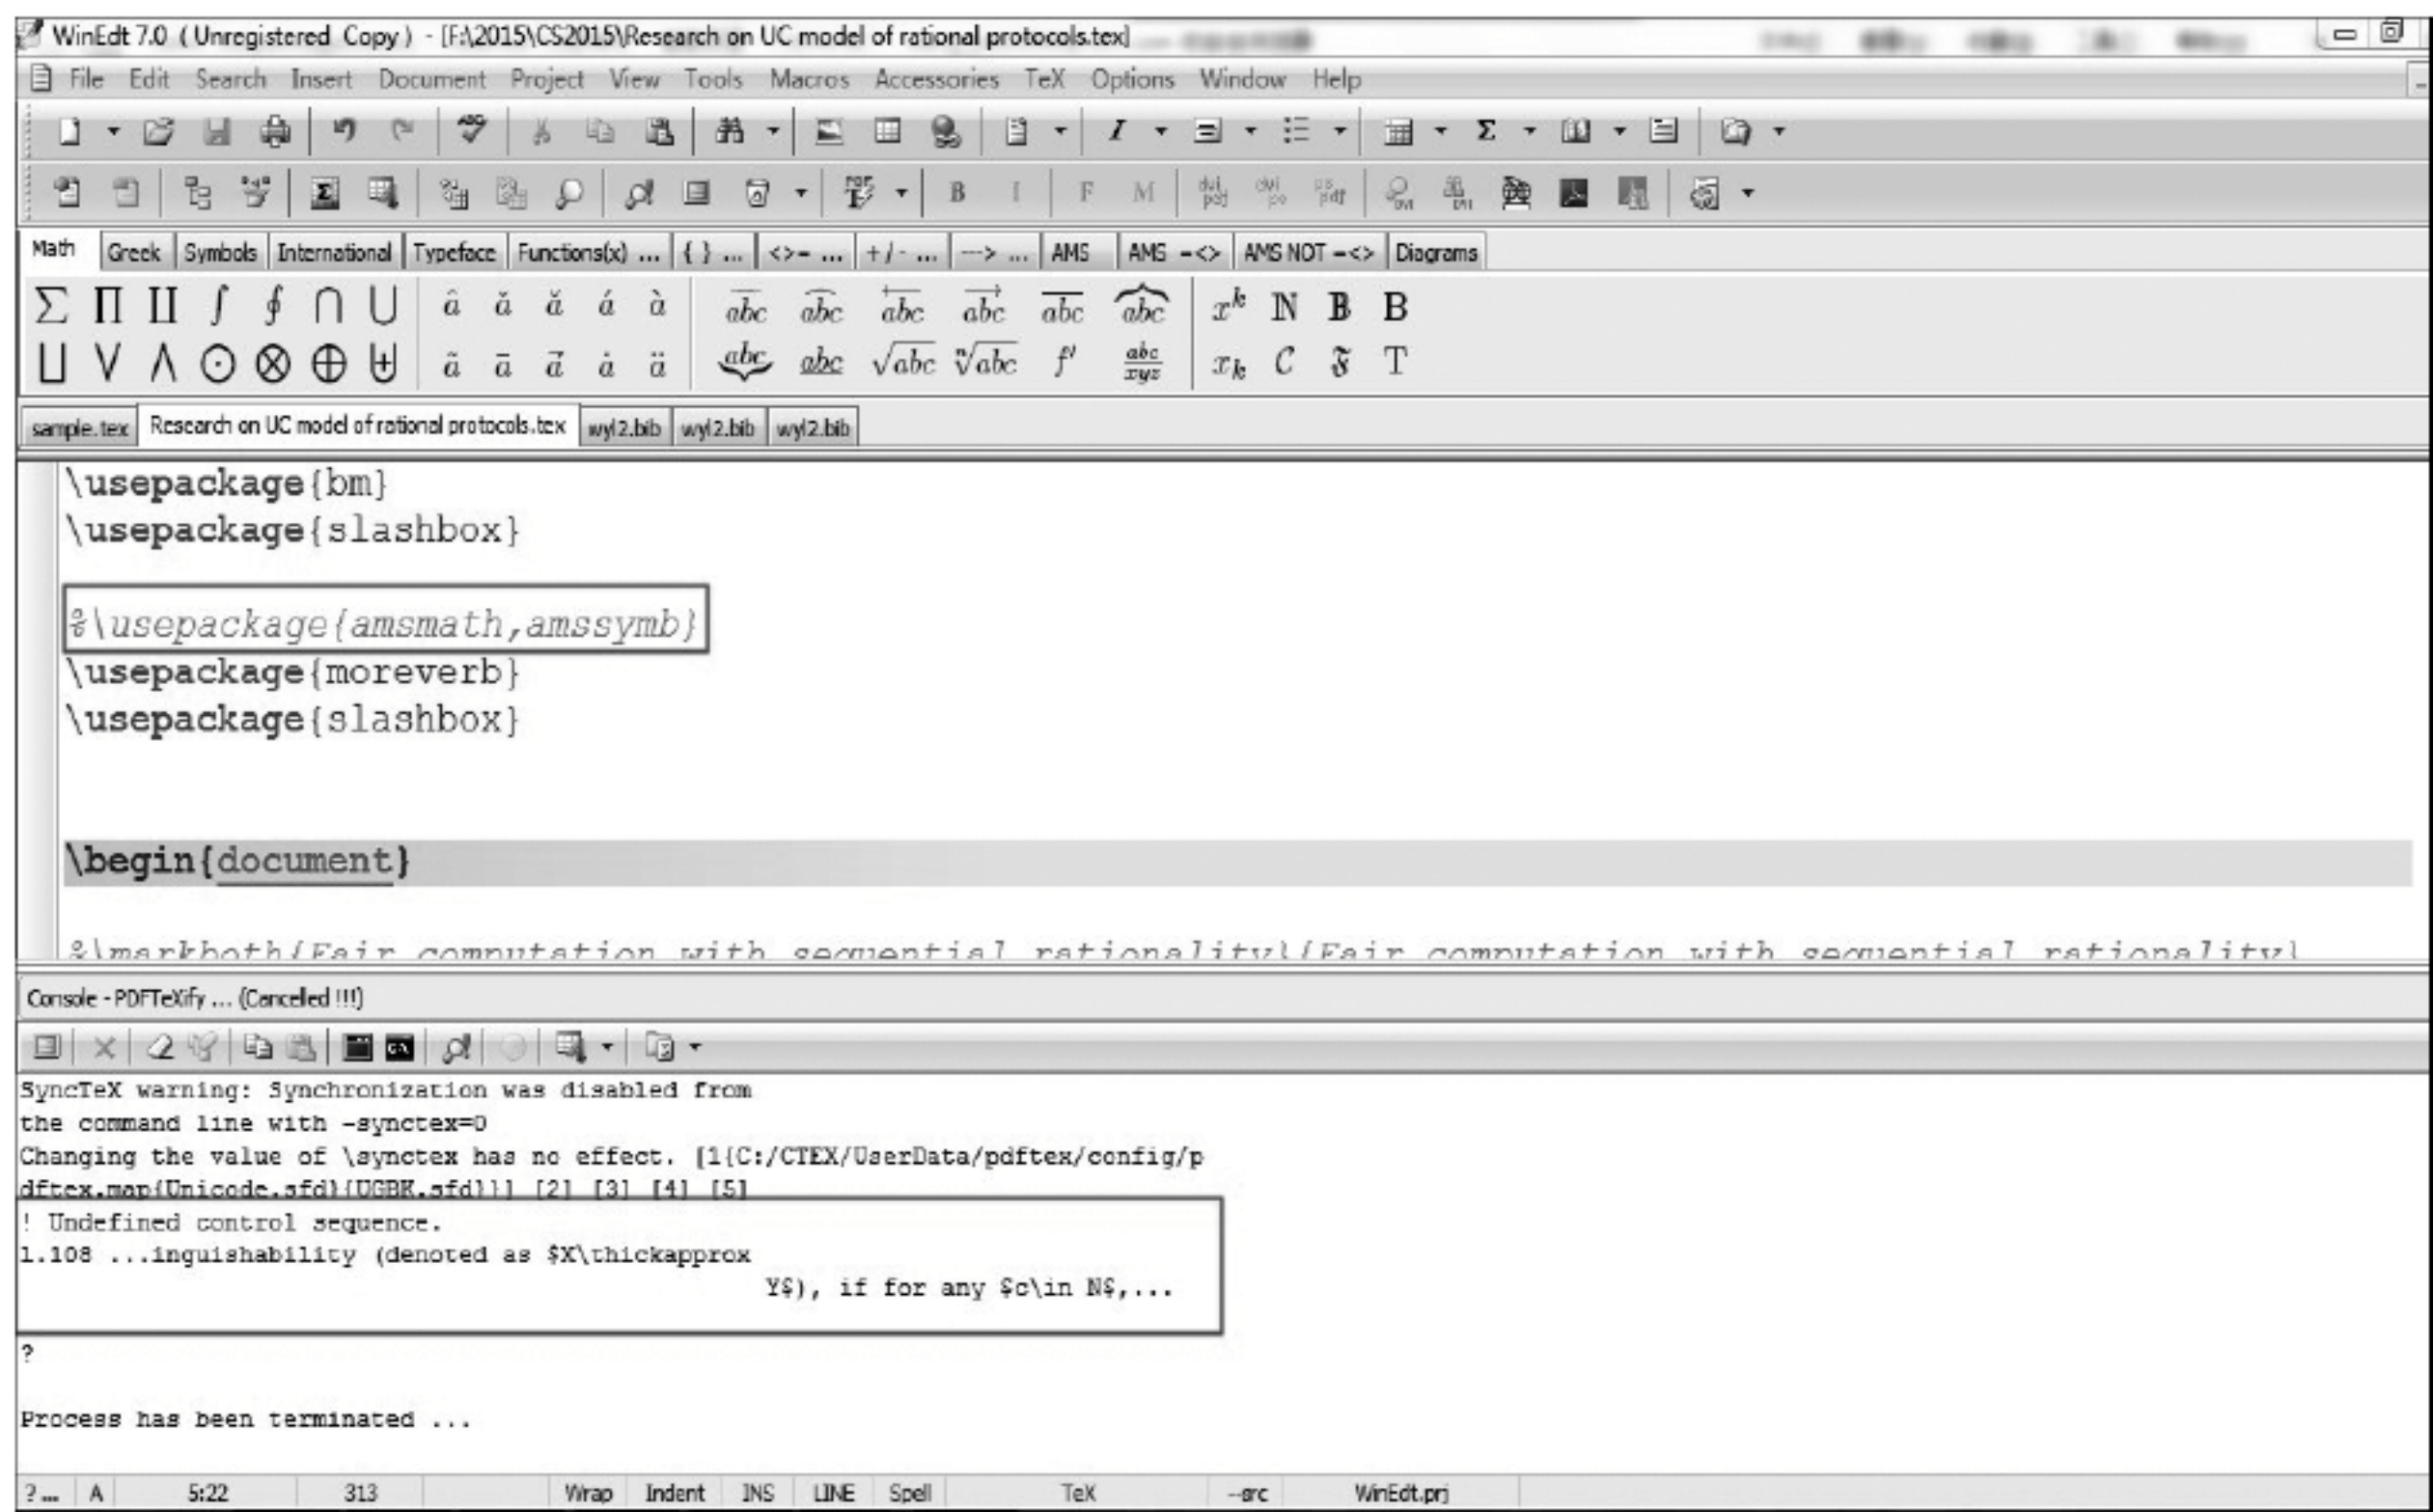 WinEdt 7.0 ( Unregistered Copy ) - [F:\2015\CS2015\Research on UC model of rational protocols.tex]
File Edit Search Insert Document Project View Tools Macros Accessories TeX Options Window Help
Math Greek Symbols International Typeface Functions(x) ... { } ... <>= ... +/- ... ---> ... AMS AMS =<> AMS NOT =<> Diagrams
sample.tex Research on UC model of rational protocols.tex wyl2.bib wyl2.bib wyl2.bib
\usepackage{bm}
\usepackage{slashbox}
%\usepackage{amsmath,amssymb}
\usepackage{moreverb}
\usepackage{slashbox}
\begin{document}
%\markboth{Fair computation with sequential rationality}{Fair computation with sequential rationality}
Console - PDFTeXify ... (Cancelled !!!)
SyncTeX warning: Synchronization was disabled from
the command line with -synctex=0
Changing the value of \synctex has no effect. [1{C:/CTEX/UserData/pdftex/config/p
dftex.map{Unicode.sfd}{UGBK.sfd}}] [2] [3] [4] [5]
! Undefined control sequence.
l.108 ...inguishability (denoted as $X\thickapprox
Y$), if for any $c\in N$,...
?
Process has been terminated ...
?... A 5:22 313 Wrap Indent INS LINE Spell TeX --src WinEdt.prj